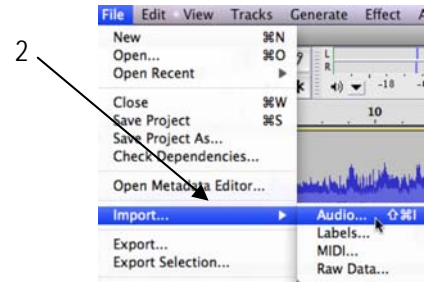 File Edit View Tracks Generate Effect
New ⌘N
Open... ⌘O
Open Recent ▶
Close ⌘W
Save Project ⌘S
Save Project As...
Check Dependencies...
Open Metadata Editor...
Import... ▶
Export...
Export Selection...
Audio... ⇧⌘I
Labels...
MIDI...
Raw Data...
2
L
R
-18
10